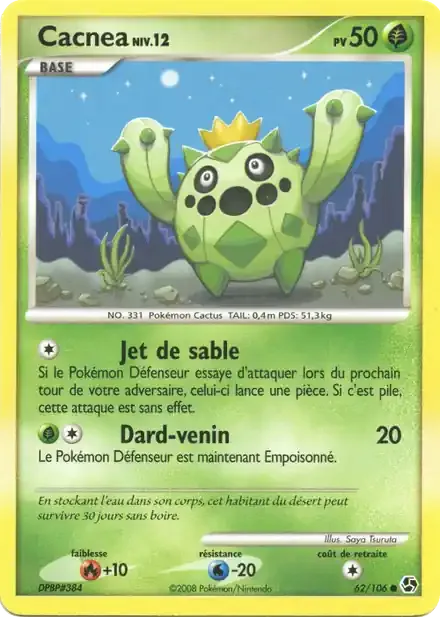 Cacnea NIV.12 PV 50
BASE
NO. 331 Pokémon Cactus TAIL: 0,4m PDS: 51,3kg
Jet de sable
Si le Pokémon Défenseur essaye d'attaquer lors du prochain
tour de votre adversaire, celui-ci lance une pièce. Si c'est pile,
cette attaque est sans effet.
Dard-venin 20
Le Pokémon Défenseur est maintenant Empoisonné.
En stockant l'eau dans son corps, cet habitant du désert peut
survivre 30 jours sans boire.
Illus. Saya Tsuruta
faiblesse résistance coût de retraite
+10 -20
DPBP#384 ©2008 Pokémon/Nintendo 62/106